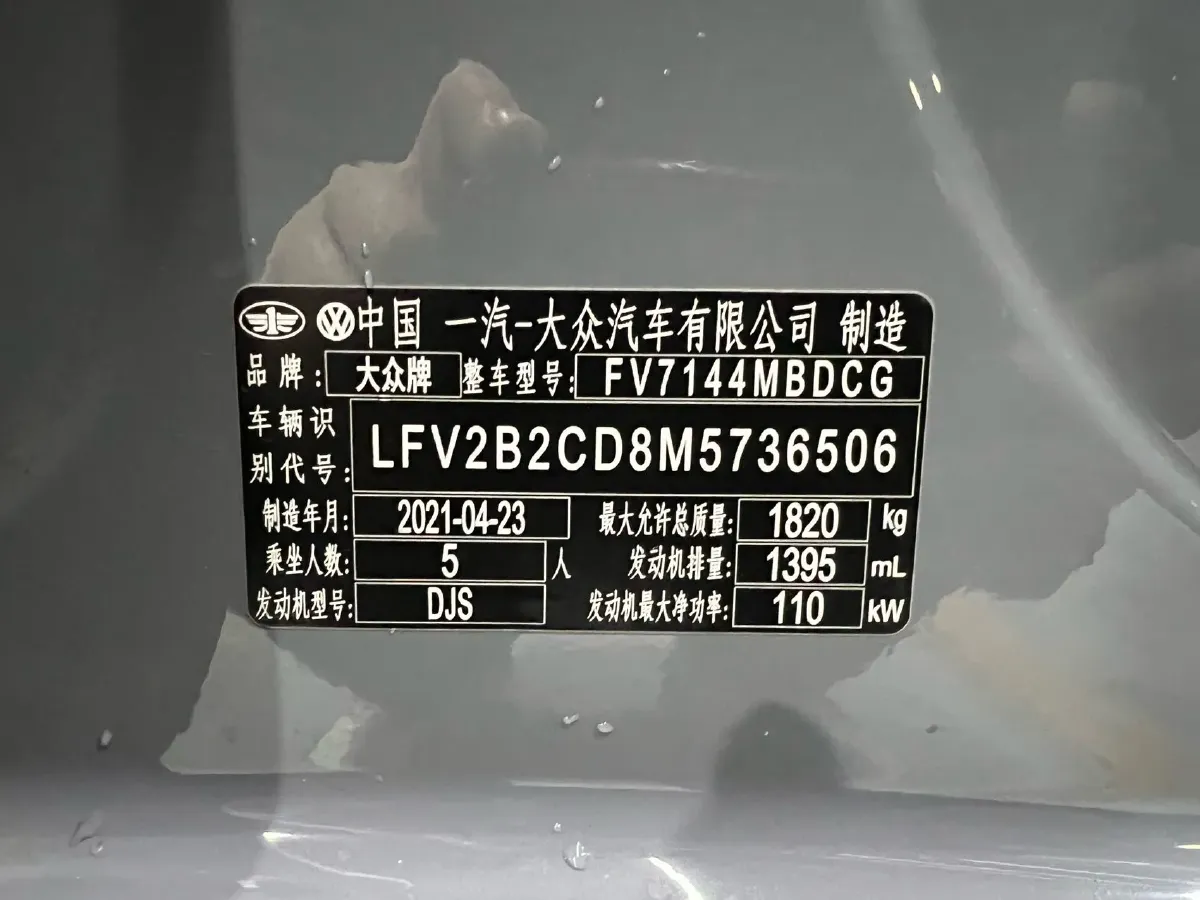 中国 一汽-大众汽车有限公司 制造
品牌: 大众牌 整车型号: FV7144MBDCG
车辆识别代号: LFV2B2CD8M5736506
制造年月: 2021-04-23 最大允许总质量: 1820 kg
乘坐人数: 5 人 发动机排量: 1395 mL
发动机型号: DJS 发动机最大净功率: 110 kW